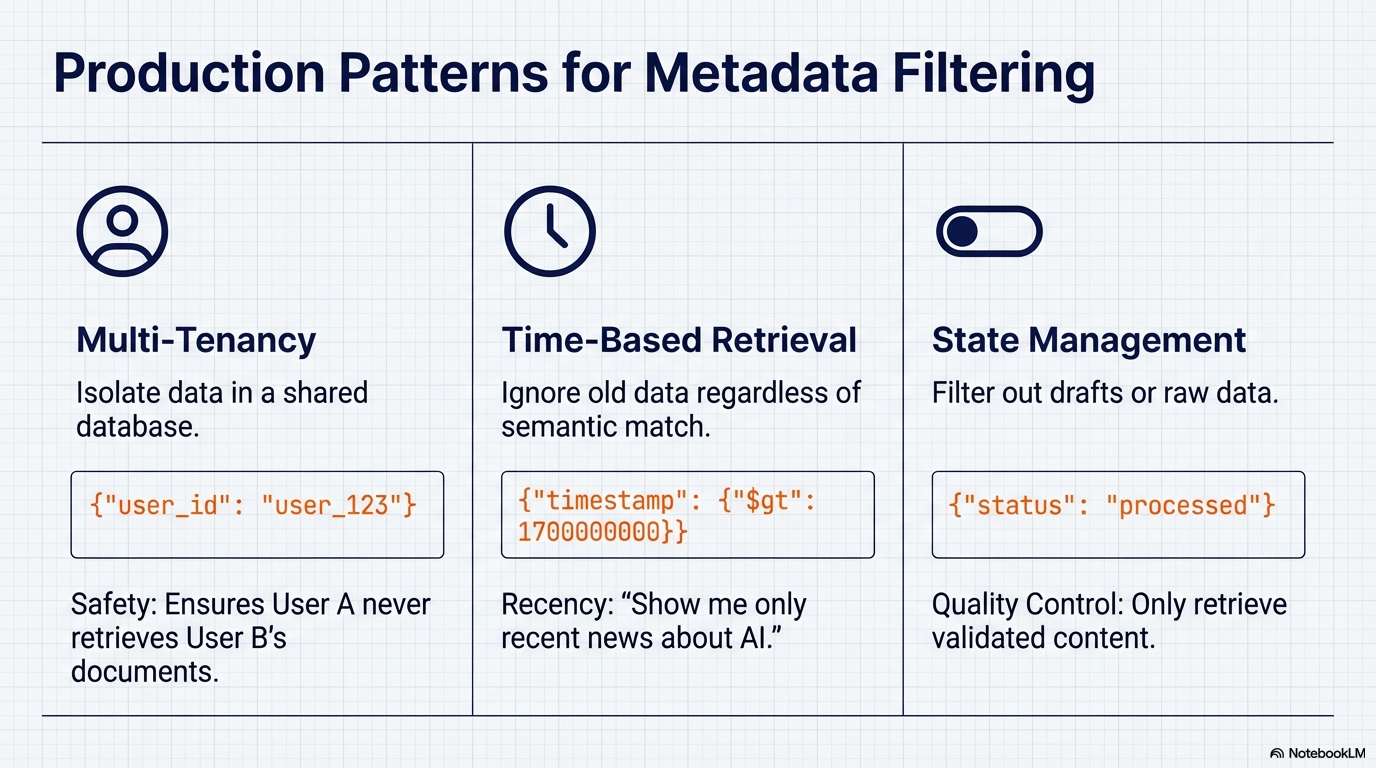 Production Patterns for Metadata Filtering
Multi-Tenancy
Isolate data in a shared
database.
{"user_id": "user_123"}
Safety: Ensures User A never
retrieves User B’s
documents.
Time-Based Retrieval
Ignore old data regardless of
semantic match.
{"timestamp": {"$gt":
1700000000}}
Recency: “Show me only
recent news about AI.”
State Management
Filter out drafts or raw data.
{"status": "processed"}
Quality Control: Only retrieve
validated content.
NotebookLM